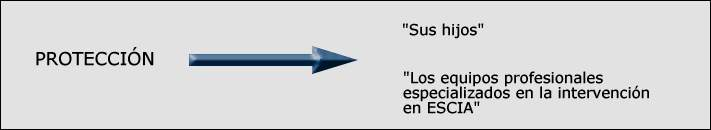 PROTECCIÓN
"Sus hijos"
"Los equipos profesionales
especializados en la intervención
en ESCIA"